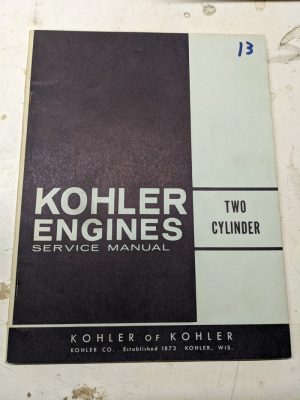 13
KOHLER
ENGINES
SERVICE MANUAL
TWO
CYLINDER
KOHLER OF KOHLER
KOHLER CO. Established 1873 KOHLER, WIS.